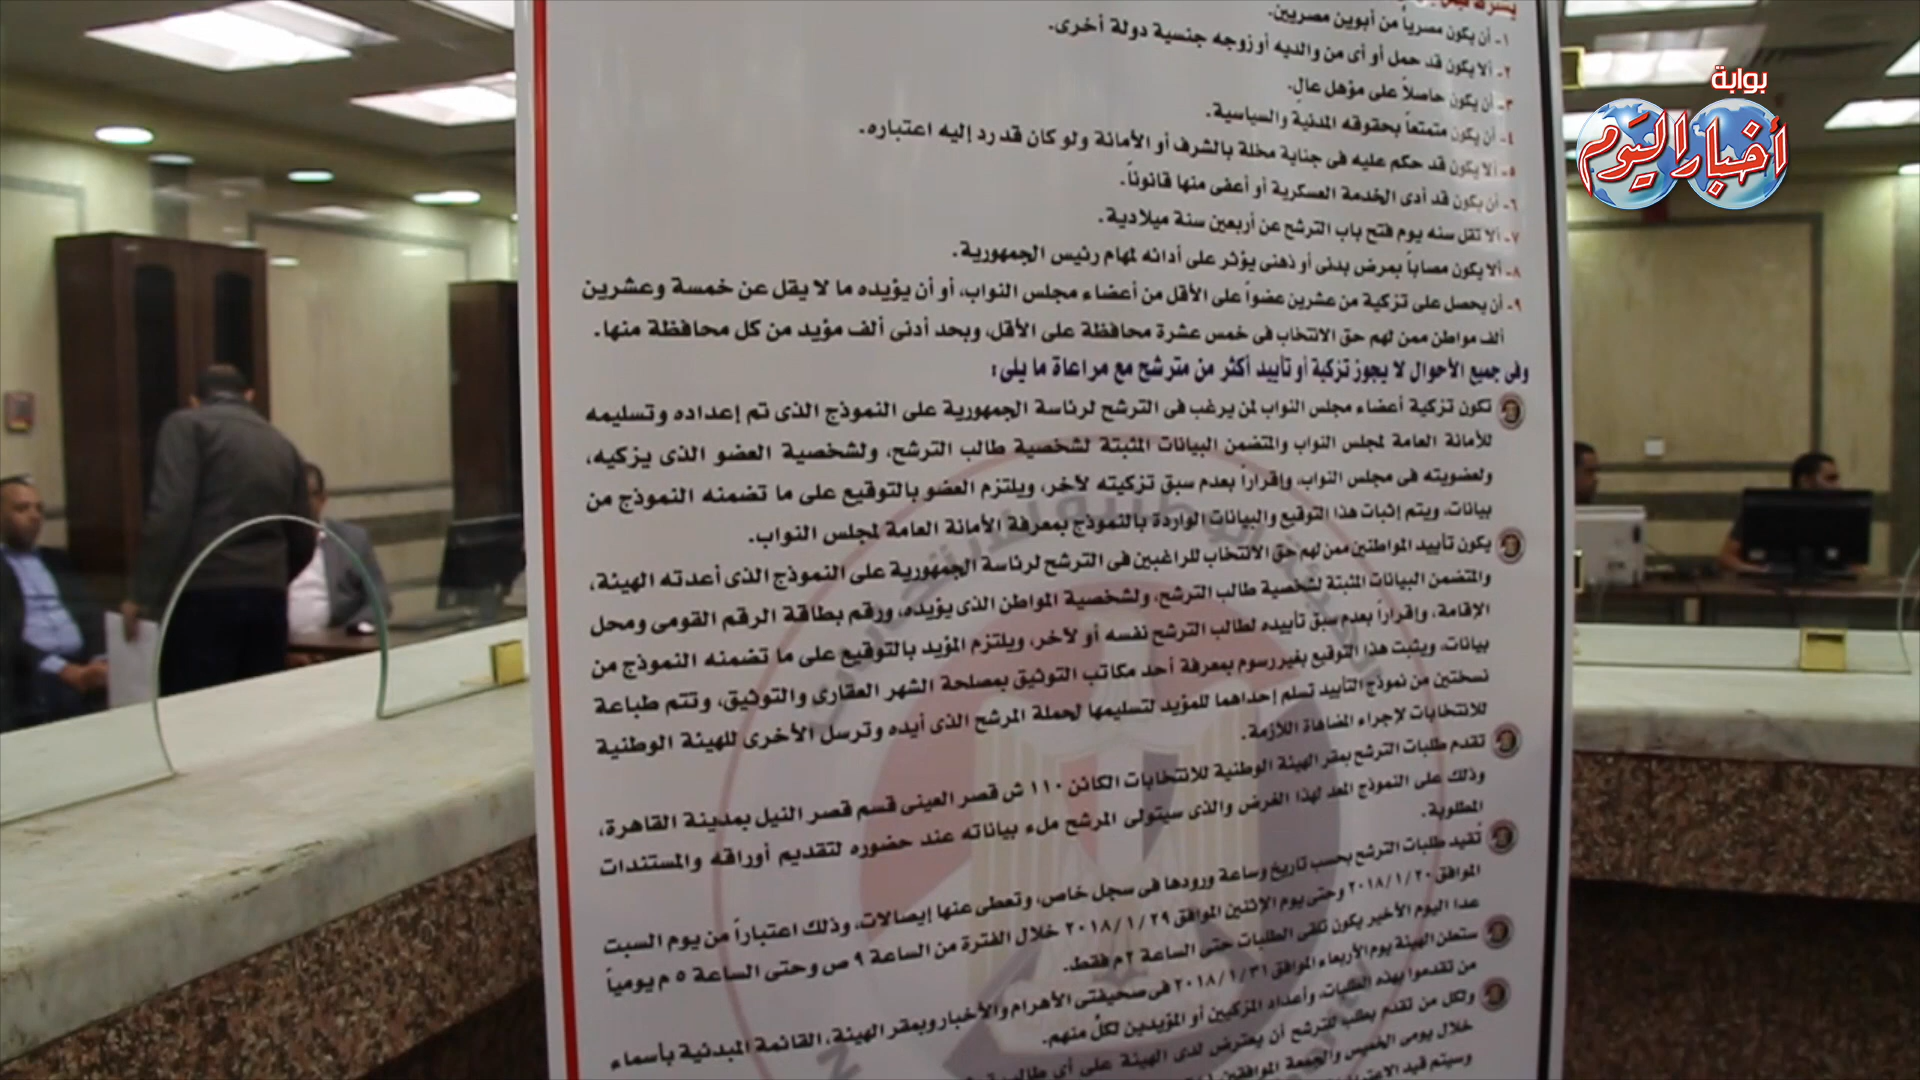 ١- أن يكون مصرياً من أبوين مصريين.
٢- ألا يكون قد حمل أو أى من والديه أو زوجه جنسية دولة أخرى.
٣- أن يكون حاصلاً على مؤهل عالٍ.
٤- أن يكون متمتعاً بحقوقه المدنية والسياسية.
٥- ألا يكون قد حكم عليه فى جناية مخلة بالشرف أو الأمانة ولو كان قد رد إليه اعتباره.
٦- أن يكون قد أدى الخدمة العسكرية أو أعفى منها قانوناً.
٧- ألا تقل سنه يوم فتح باب الترشح عن أربعين سنة ميلادية.
٨- ألا يكون مصاباً بمرض بدنى أو ذهنى يؤثر على أدائه لمهام رئيس الجمهورية.
٩- أن يحصل على تزكية من عشرين عضواً على الأقل من أعضاء مجلس النواب، أو أن يؤيده ما لا يقل عن خمسة وعشرين
ألف مواطن ممن لهم حق الانتخاب فى خمس عشرة محافظة على الأقل، وبحد أدنى ألف مؤيد من كل محافظة منها.
وفى جميع الأحوال لا يجوز تزكية أو تأييد أكثر من مترشح مع مراعاة ما يلى:
تكون تزكية أعضاء مجلس النواب لمن يرغب فى الترشح لرئاسة الجمهورية على النموذج الذى تم إعداده وتسليمه
للأمانة العامة لمجلس النواب والمتضمن البيانات المثبتة لشخصية طالب الترشح، ولشخصية العضو الذى يزكيه،
ولعضويته فى مجلس النواب، وإقراراً بعدم سبق تزكيته لآخر، ويلتزم العضو بالتوقيع على ما تضمنه النموذج من
بيانات، ويتم إثبات هذا التوقيع والبيانات الواردة بالنموذج بمعرفة الأمانة العامة لمجلس النواب.
يكون تأييد المواطنين ممن لهم حق الانتخاب للراغبين فى الترشح لرئاسة الجمهورية على النموذج الذى أعدته الهيئة،
والمتضمن البيانات المثبتة لشخصية طالب الترشح، ولشخصية المواطن الذى يؤيده، ورقم بطاقة الرقم القومى ومحل
الإقامة، وإقراراً بعدم سبق تأييده لطالب الترشح نفسه أو لآخر، ويلتزم المؤيد بالتوقيع على ما تضمنه النموذج من
بيانات، ويثبت هذا التوقيع بغير رسوم بمعرفة أحد مكاتب التوثيق بمصلحة الشهر العقارى والتوثيق، وتتم طباعة
نسختين من نموذج التأييد تسلم إحداهما للمؤيد لتسليمها لحملة المرشح الذى أيده وترسل الأخرى للهيئة الوطنية
للانتخابات لإجراء المضاهاة اللازمة.
تقدم طلبات الترشح بمقر الهيئة الوطنية للانتخابات الكائن ١١٠ ش قصر العينى قسم قصر النيل بمدينة القاهرة،
وذلك على النموذج المعد لهذا الغرض والذى سيتولى المرشح ملء بياناته عند حضوره لتقديم أوراقه والمستندات
المطلوبة.
تقيد طلبات الترشح بحسب تاريخ وساعة ورودها فى سجل خاص، وتعطى عنها إيصالات، وذلك اعتباراً من يوم السبت
الموافق ٢٠١٨/١/٢٠ وحتى يوم الإثنين الموافق ٢٠١٨/١/٢٩ خلال الفترة من الساعة ٩ ص وحتى الساعة ٥ م يومياً
عدا اليوم الأخير يكون تلقى الطلبات حتى الساعة ٢ م فقط.
ستعلن الهيئة يوم الأربعاء الموافق ٢٠١٨/١/٣١ فى صحيفتى الأهرام والأخبار وبمقر الهيئة، القائمة المبدئية بأسماء
من تقدموا بهذه الطلبات، وأعداد المزكيين أو المؤيدين لكلٍ منهم.
ولكل من تقدم بطلب للترشح أن يعترض لدى الهيئة على أى
خلال يومى الخميس والجمعة الموافقين
وسيتم قيد
بوابة
أخبار اليوم